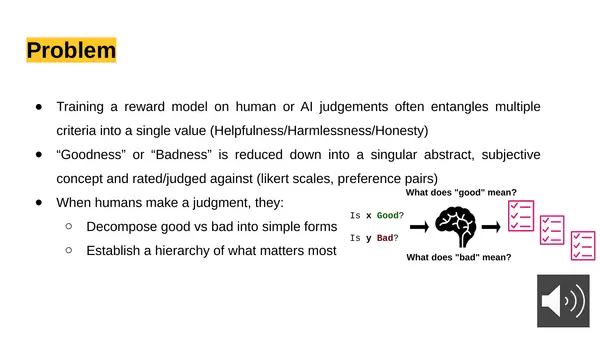 Problem
● Training a reward model on human or AI judgements often entangles multiple
criteria into a single value (Helpfulness/Harmlessness/Honesty)
● “Goodness” or “Badness” is reduced down into a singular abstract, subjective
concept and rated/judged against (likert scales, preference pairs)
● When humans make a judgment, they:
○ Decompose good vs bad into simple forms
○ Establish a hierarchy of what matters most
What does "good" mean?
Is x Good?
Is y Bad?
What does "bad" mean?